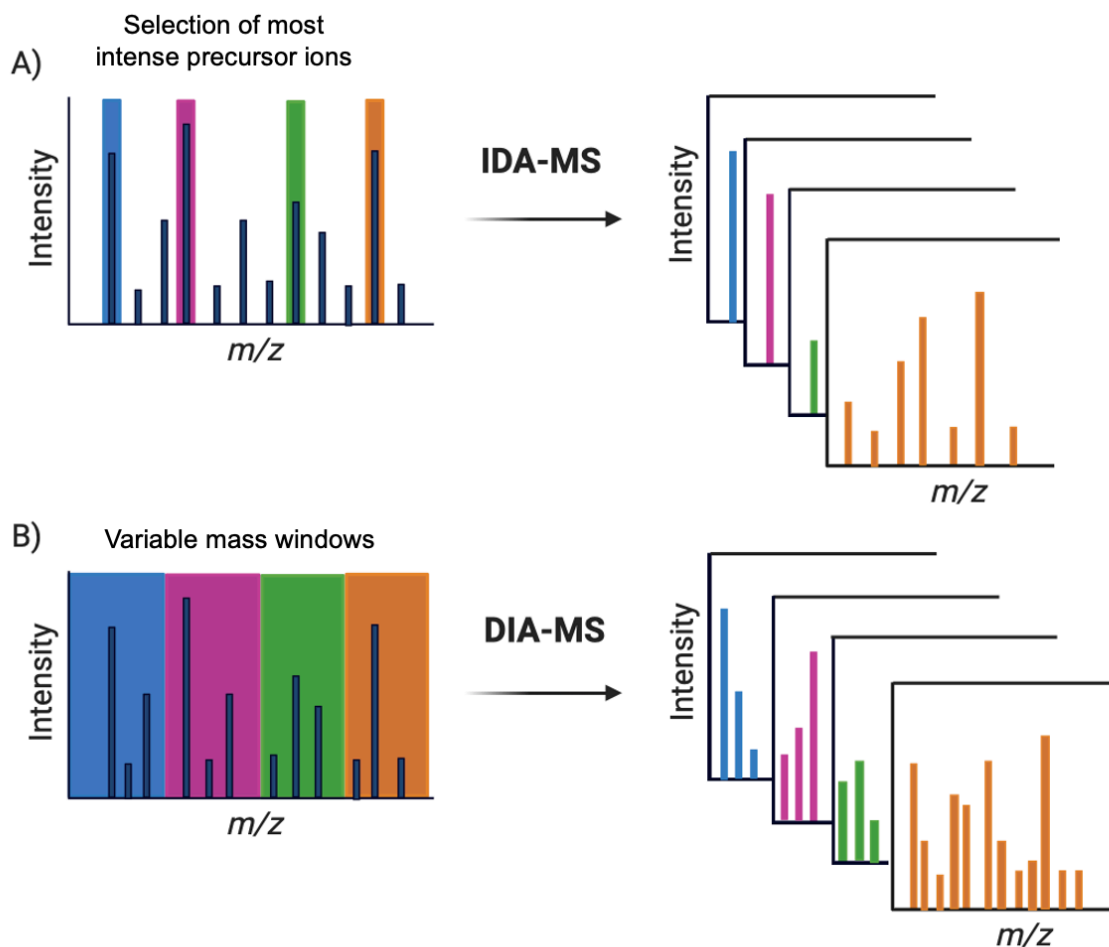 Selection of most
intense precursor ions
A)
Intensity
m/z
IDA-MS
Intensity
m/z
B)
Variable mass windows
Intensity
m/z
DIA-MS
Intensity
m/z